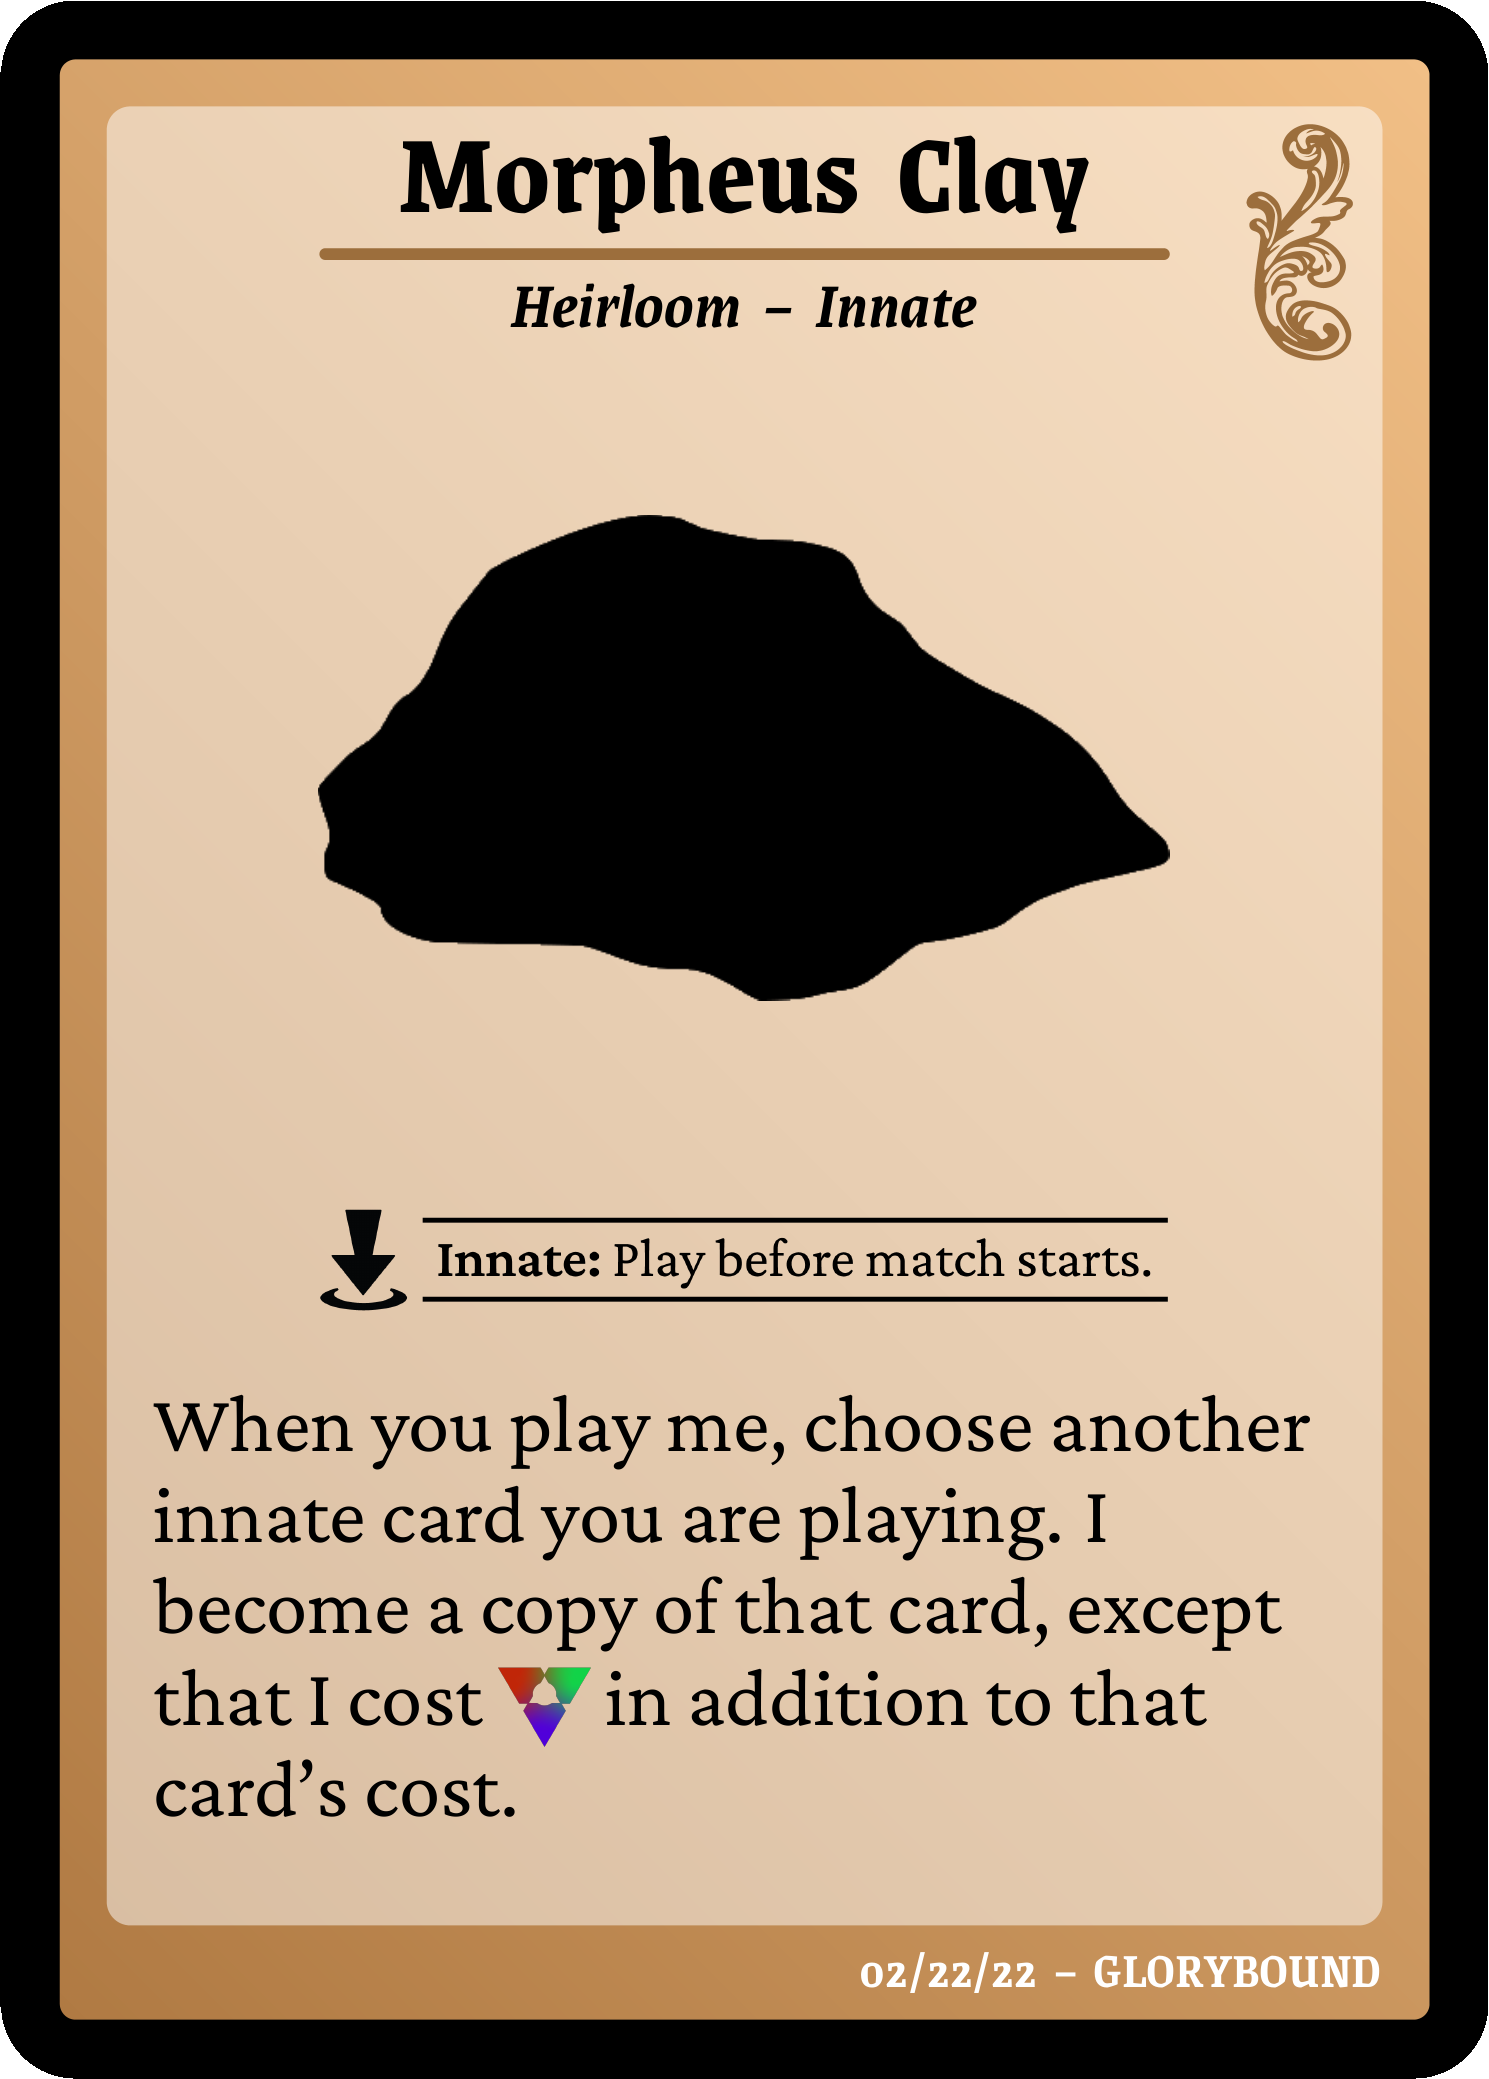 Morpheus Clay
Heirloom – Innate
Innate: Play before match starts.
When you play me, choose another
innate card you are playing. I
become a copy of that card, except
that I cost in addition to that
card’s cost.
02/22/22 – GLORYBOUND